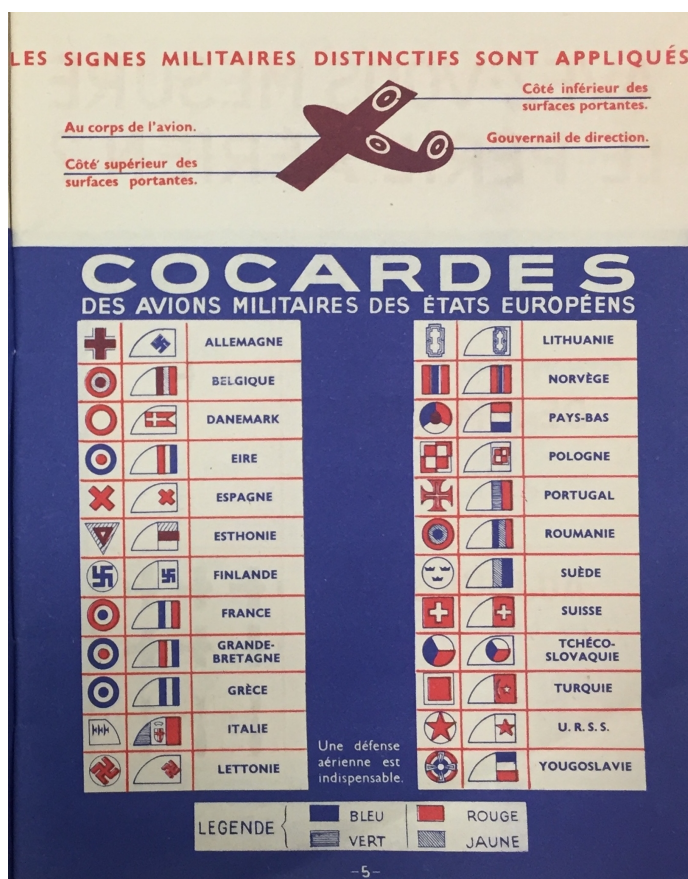 LES SIGNES MILITAIRES DISTINCTIFS SONT APPLIQUÉS
Côté inférieur des
surfaces portantes.
Au corps de l'avion.
Gouvernail de direction.
Côté supérieur des
surfaces portantes.
COCARDES
DES AVIONS MILITAIRES DES ÉTATS EUROPÉENS
ALLEMAGNE
BELGIQUE
DANEMARK
EIRE
ESPAGNE
ESTHONIE
FINLANDE
FRANCE
GRANDE-
BRETAGNE
GRÈCE
ITALIE
LETTONIE
LITHUANIE
NORVÈGE
PAYS-BAS
POLOGNE
PORTUGAL
ROUMANIE
SUÈDE
SUISSE
TCHÉCO-
SLOVAQUIE
TURQUIE
U.R.S.S.
YOUGOSLAVIE
Une défense
aérienne est
indispensable.
LEGENDE
BLEU
ROUGE
VERT
JAUNE
-5-